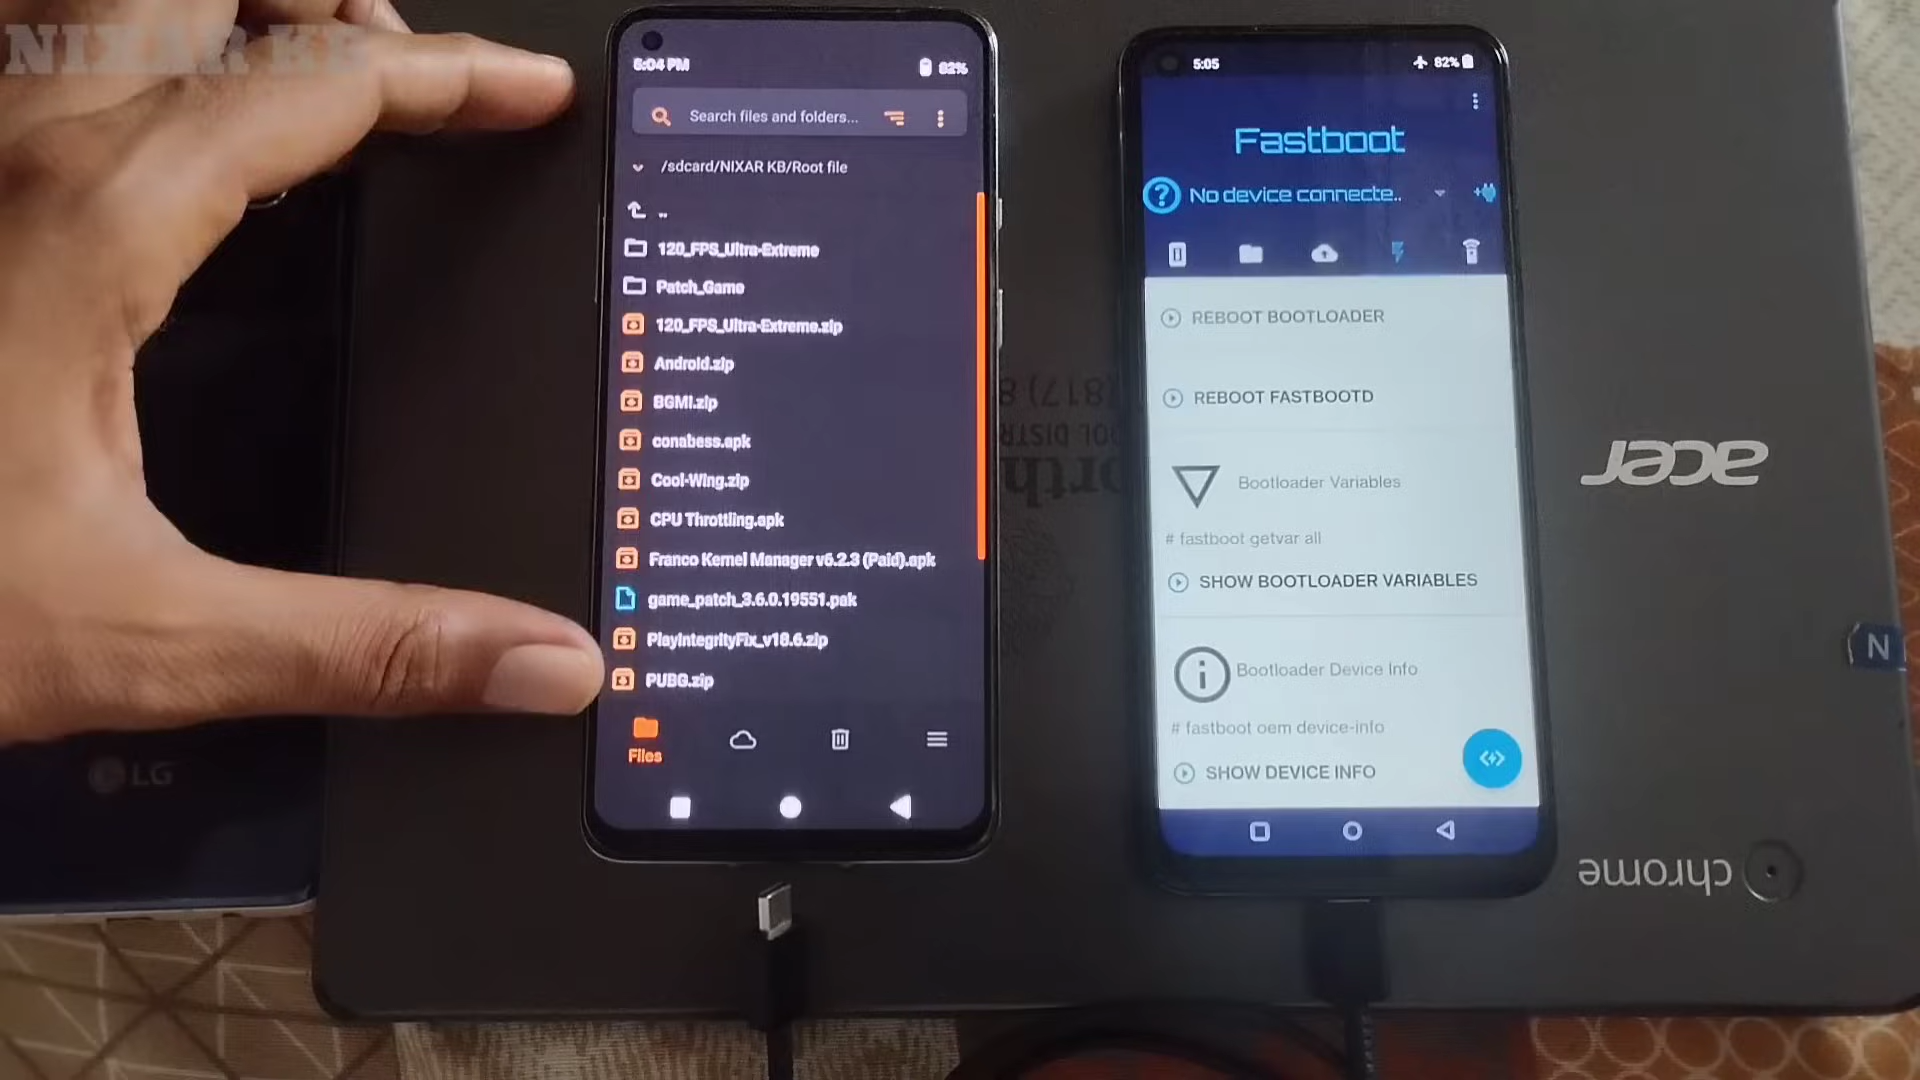 NIXAR KB
5:04 PM
82%
Search files and folders...
/sdcard/NIXAR KB/Root file
..
120_FPS_Ultra-Extreme
Patch_Game
120_FPS_Ultra-Extreme.zip
Android.zip
BGMI.zip
conabess.apk
Cool-Wing.zip
CPU Throttling.apk
Franco Kernel Manager v6.2.3 (Paid).apk
game_patch_3.6.0.19551.pak
PlayIntegrityFix_v18.6.zip
PUBG.zip
Files
5:05
82%
Fastboot
No device connecte..
REBOOT BOOTLOADER
REBOOT FASTBOOTD
Bootloader Variables
# fastboot getvar all
SHOW BOOTLOADER VARIABLES
Bootloader Device Info
# fastboot oem device-info
SHOW DEVICE INFO
LG
acer
chrome
N